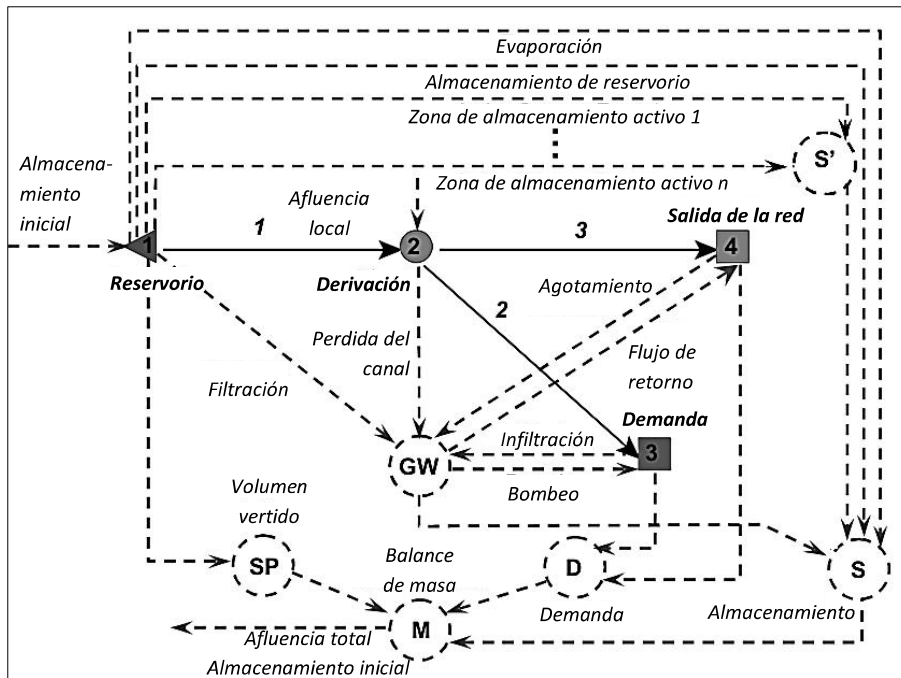 Evaporación
Almacenamiento de reservorio
Zona de almacenamiento activo 1
S'
Almacena-
miento
inicial
Zona de almacenamiento activo n
Afluencia
local
1
3
Salida de la red
1
2
4
Reservorio
Derivación
Agotamiento
2
Perdida del
canal
Flujo de
retorno
Filtración
Demanda
Infiltración
3
GW
Bombeo
Volumen
vertido
SP
Balance
de masa
D
S
Demanda
Almacenamiento
M
Afluencia total
Almacenamiento inicial